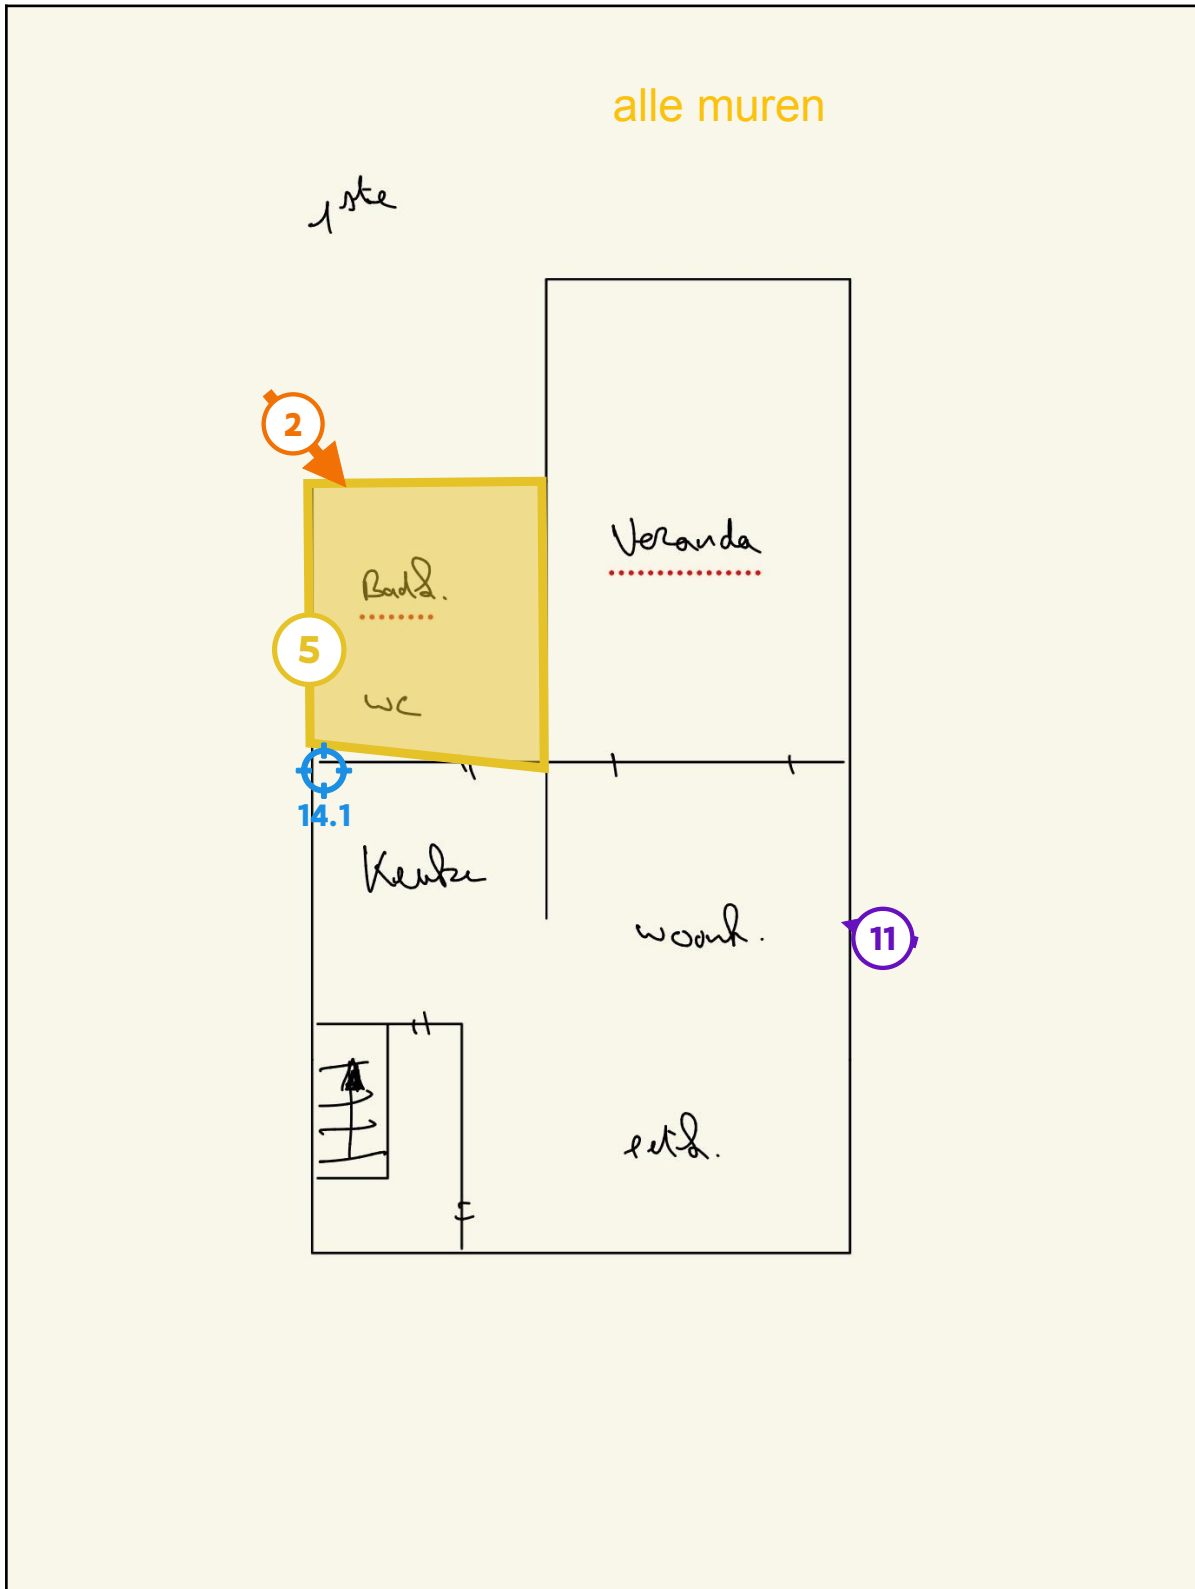 alle muren
1ste
2
Veranda
Badk.
5
wc
14.1
Keuken
woonk.
11
eetk.